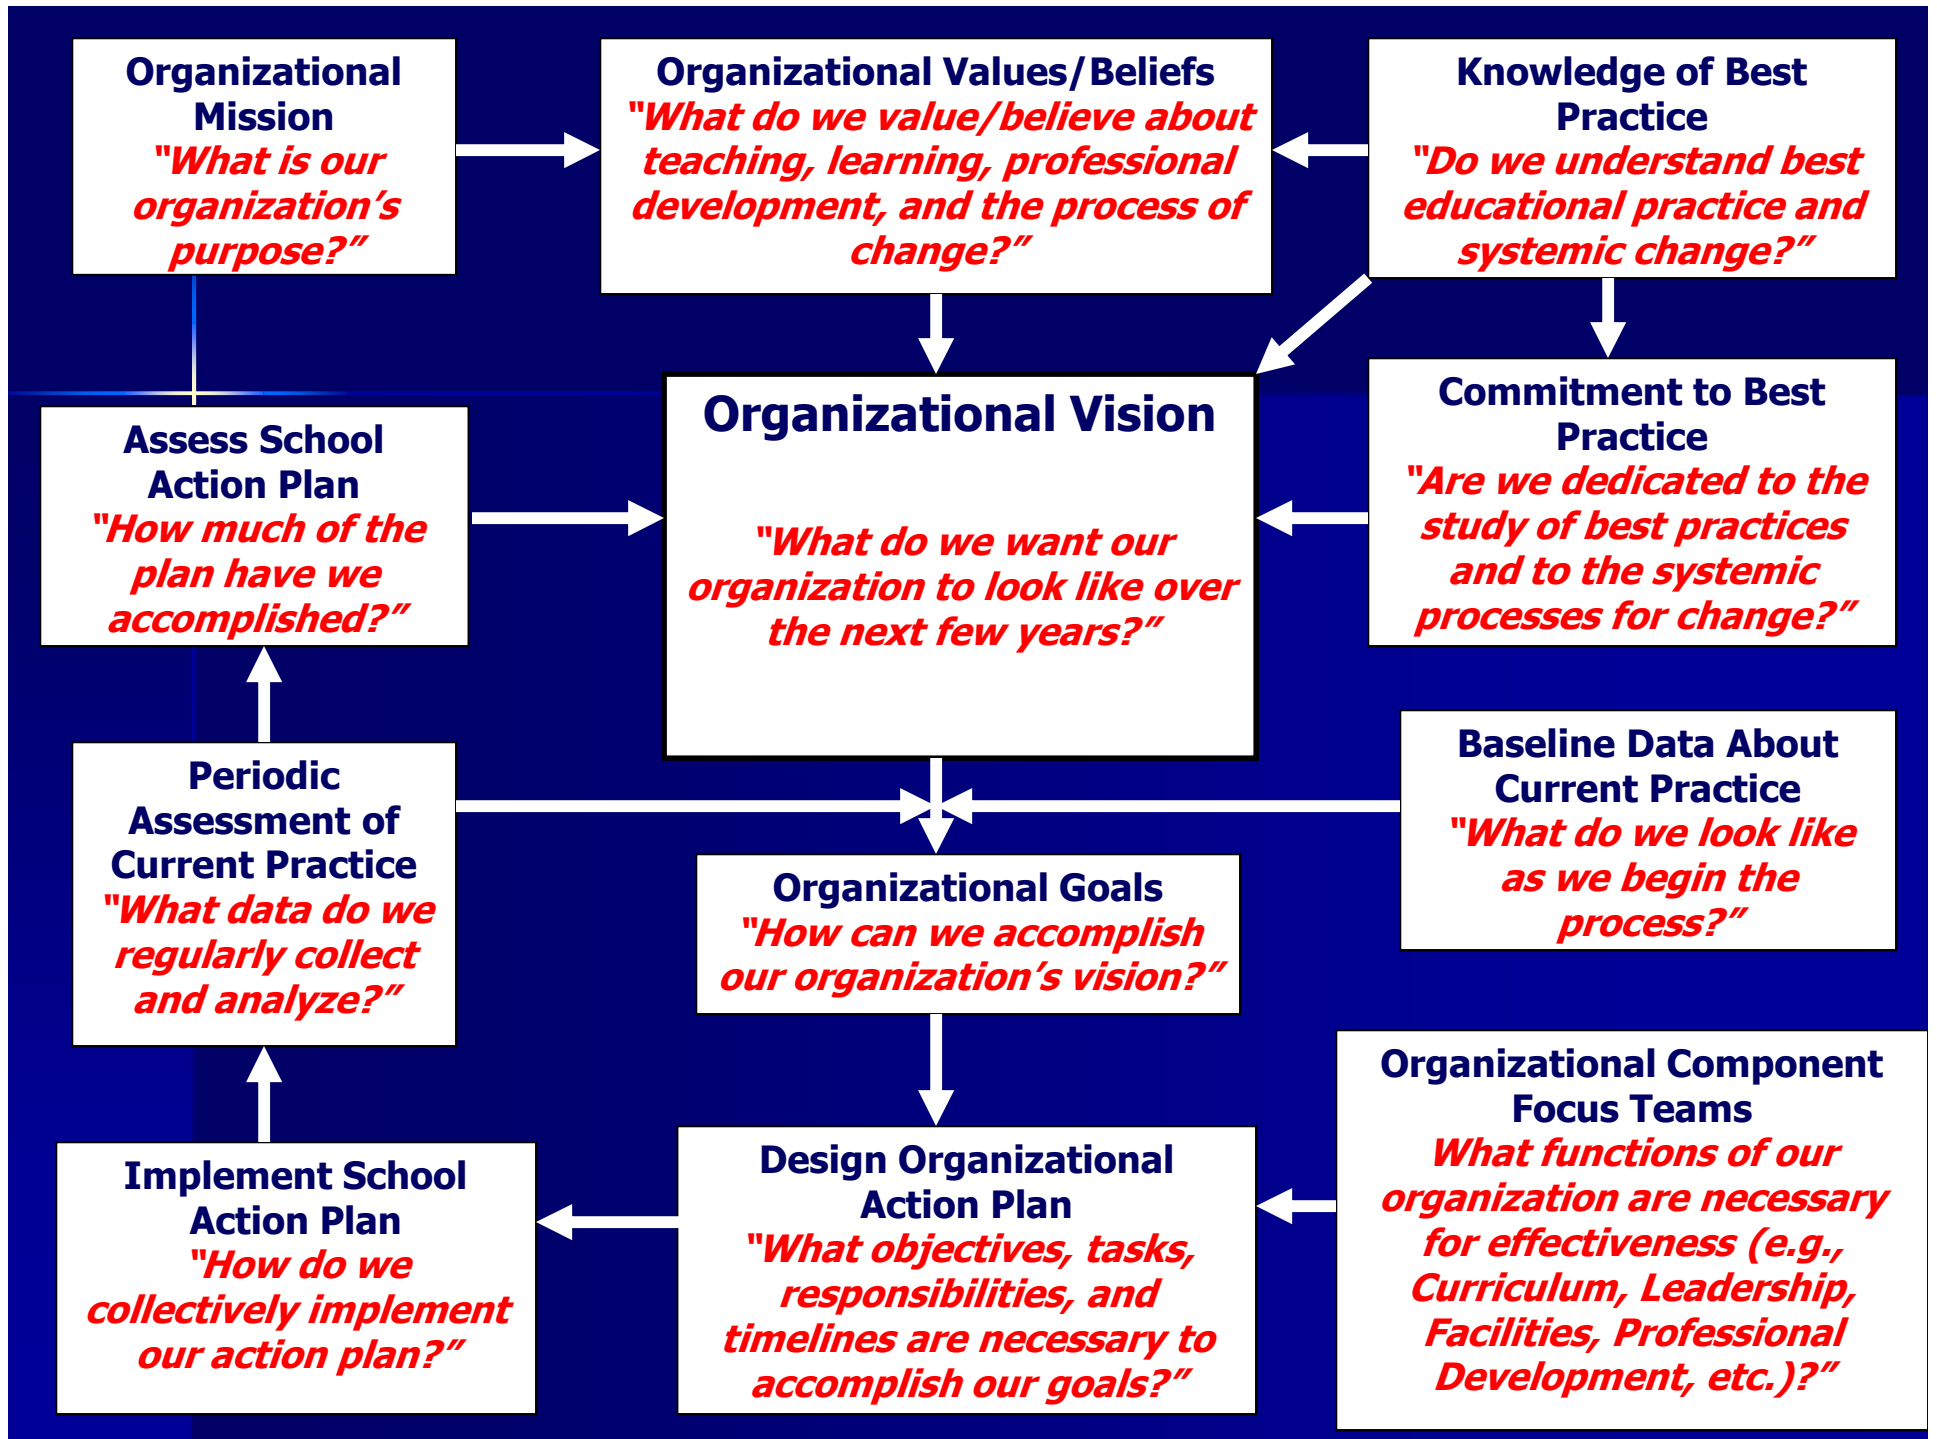 Organizational
Mission
“What is our
organization’s
purpose?”
Organizational Values/Beliefs
“What do we value/believe about
teaching, learning, professional
development, and the process of
change?”
Knowledge of Best
Practice
“Do we understand best
educational practice and
systemic change?”
Assess School
Action Plan
“How much of the
plan have we
accomplished?”
Organizational Vision
“What do we want our
organization to look like over
the next few years?”
Commitment to Best
Practice
“Are we dedicated to the
study of best practices
and to the systemic
processes for change?”
Periodic
Assessment of
Current Practice
“What data do we
regularly collect
and analyze?”
Organizational Goals
“How can we accomplish
our organization’s vision?”
Baseline Data About
Current Practice
“What do we look like
as we begin the
process?”
Implement School
Action Plan
“How do we
collectively implement
our action plan?”
Design Organizational
Action Plan
“What objectives, tasks,
responsibilities, and
timelines are necessary to
accomplish our goals?”
Organizational Component
Focus Teams
What functions of our
organization are necessary
for effectiveness (e.g.,
Curriculum, Leadership,
Facilities, Professional
Development, etc.)?”